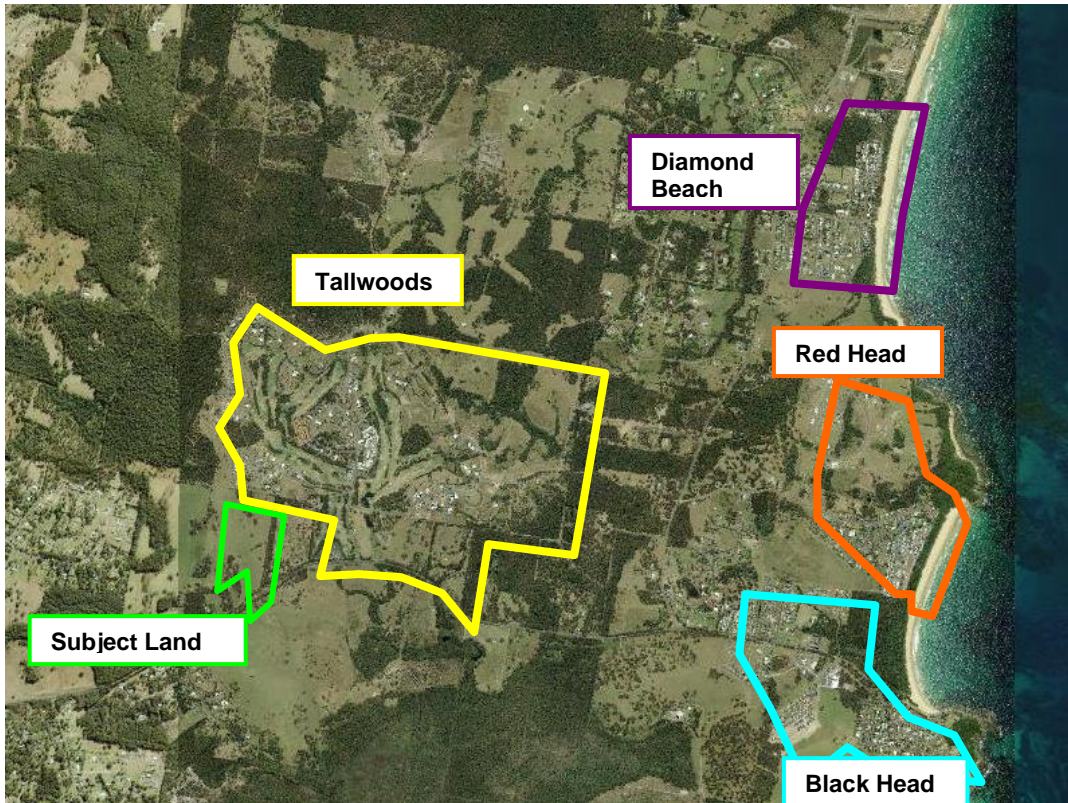 Diamond
Beach
Tallwoods
Red Head
Subject Land
Black Head